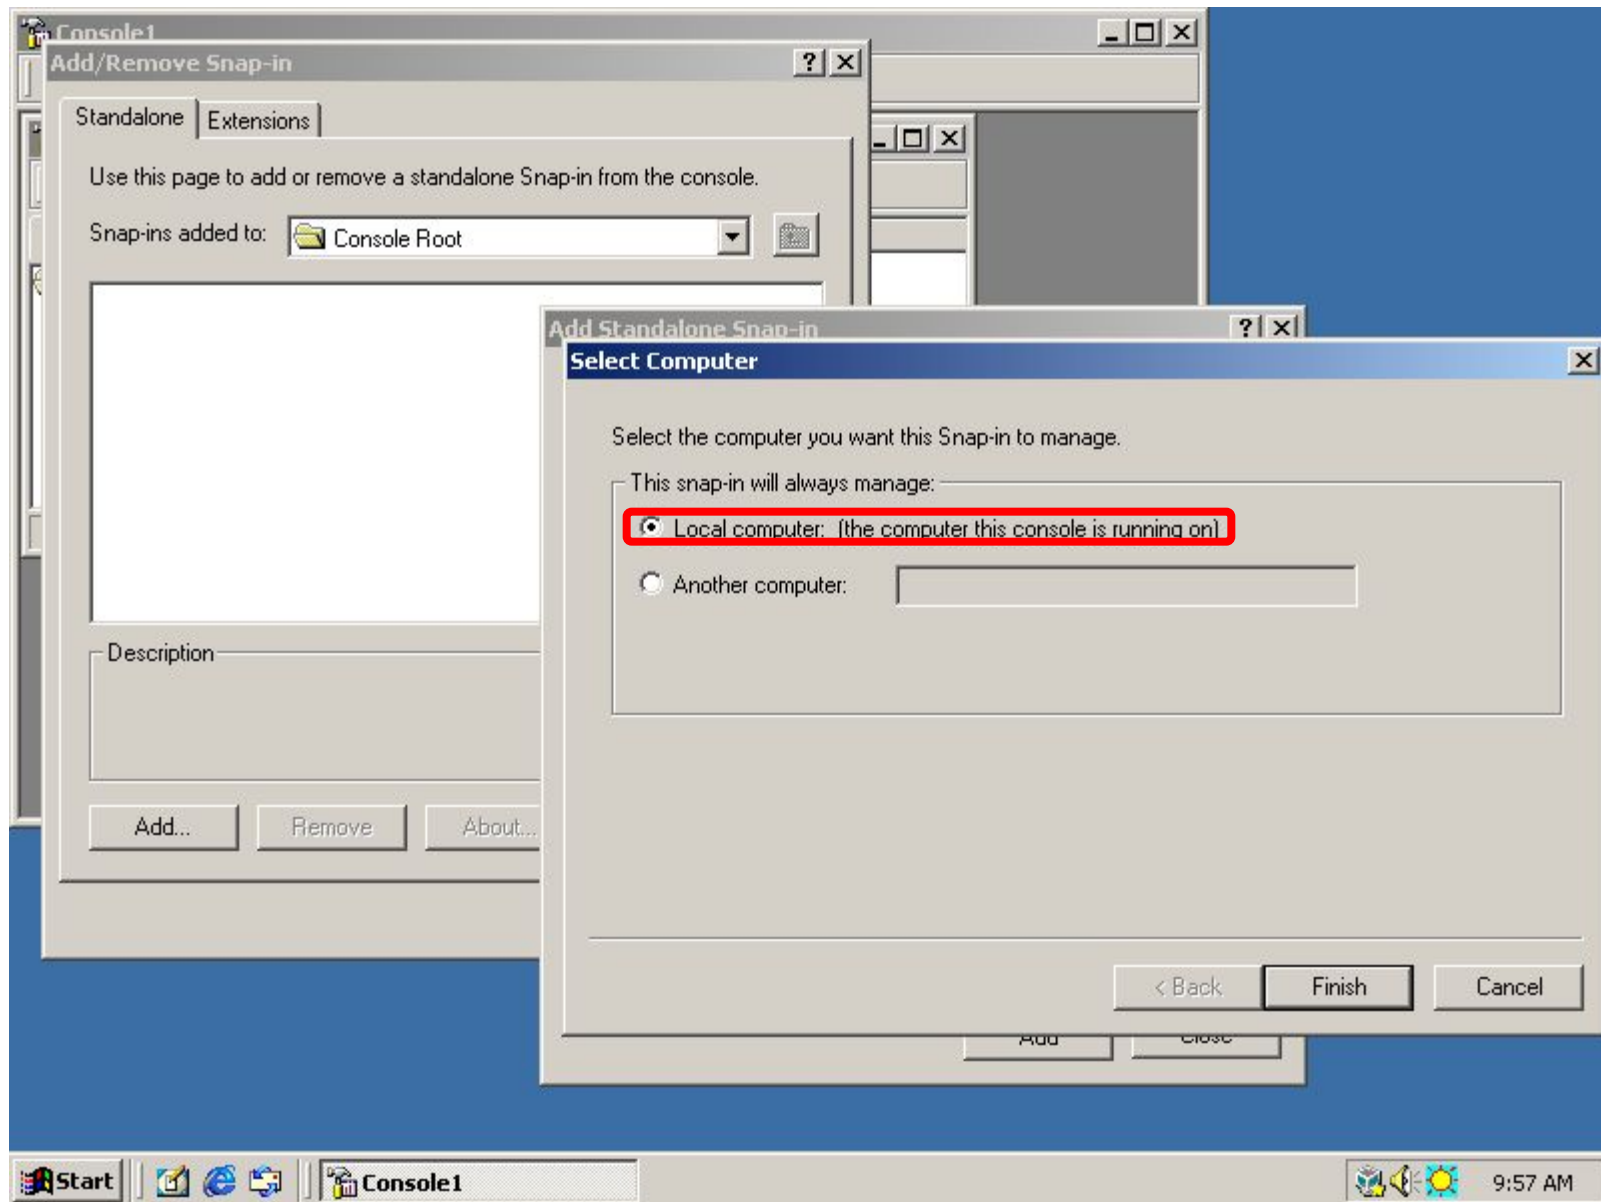 Console1
Add/Remove Snap-in
Standalone
Extensions
Use this page to add or remove a standalone Snap-in from the console.
Snap-ins added to:
Console Root
Description
Add...
Remove
About...
Add Standalone Snap-in
Select Computer
Select the computer you want this Snap-in to manage.
This snap-in will always manage:
Local computer: (the computer this console is running on)
Another computer:
< Back
Finish
Cancel
Add
Close
Start
Console1
9:57 AM